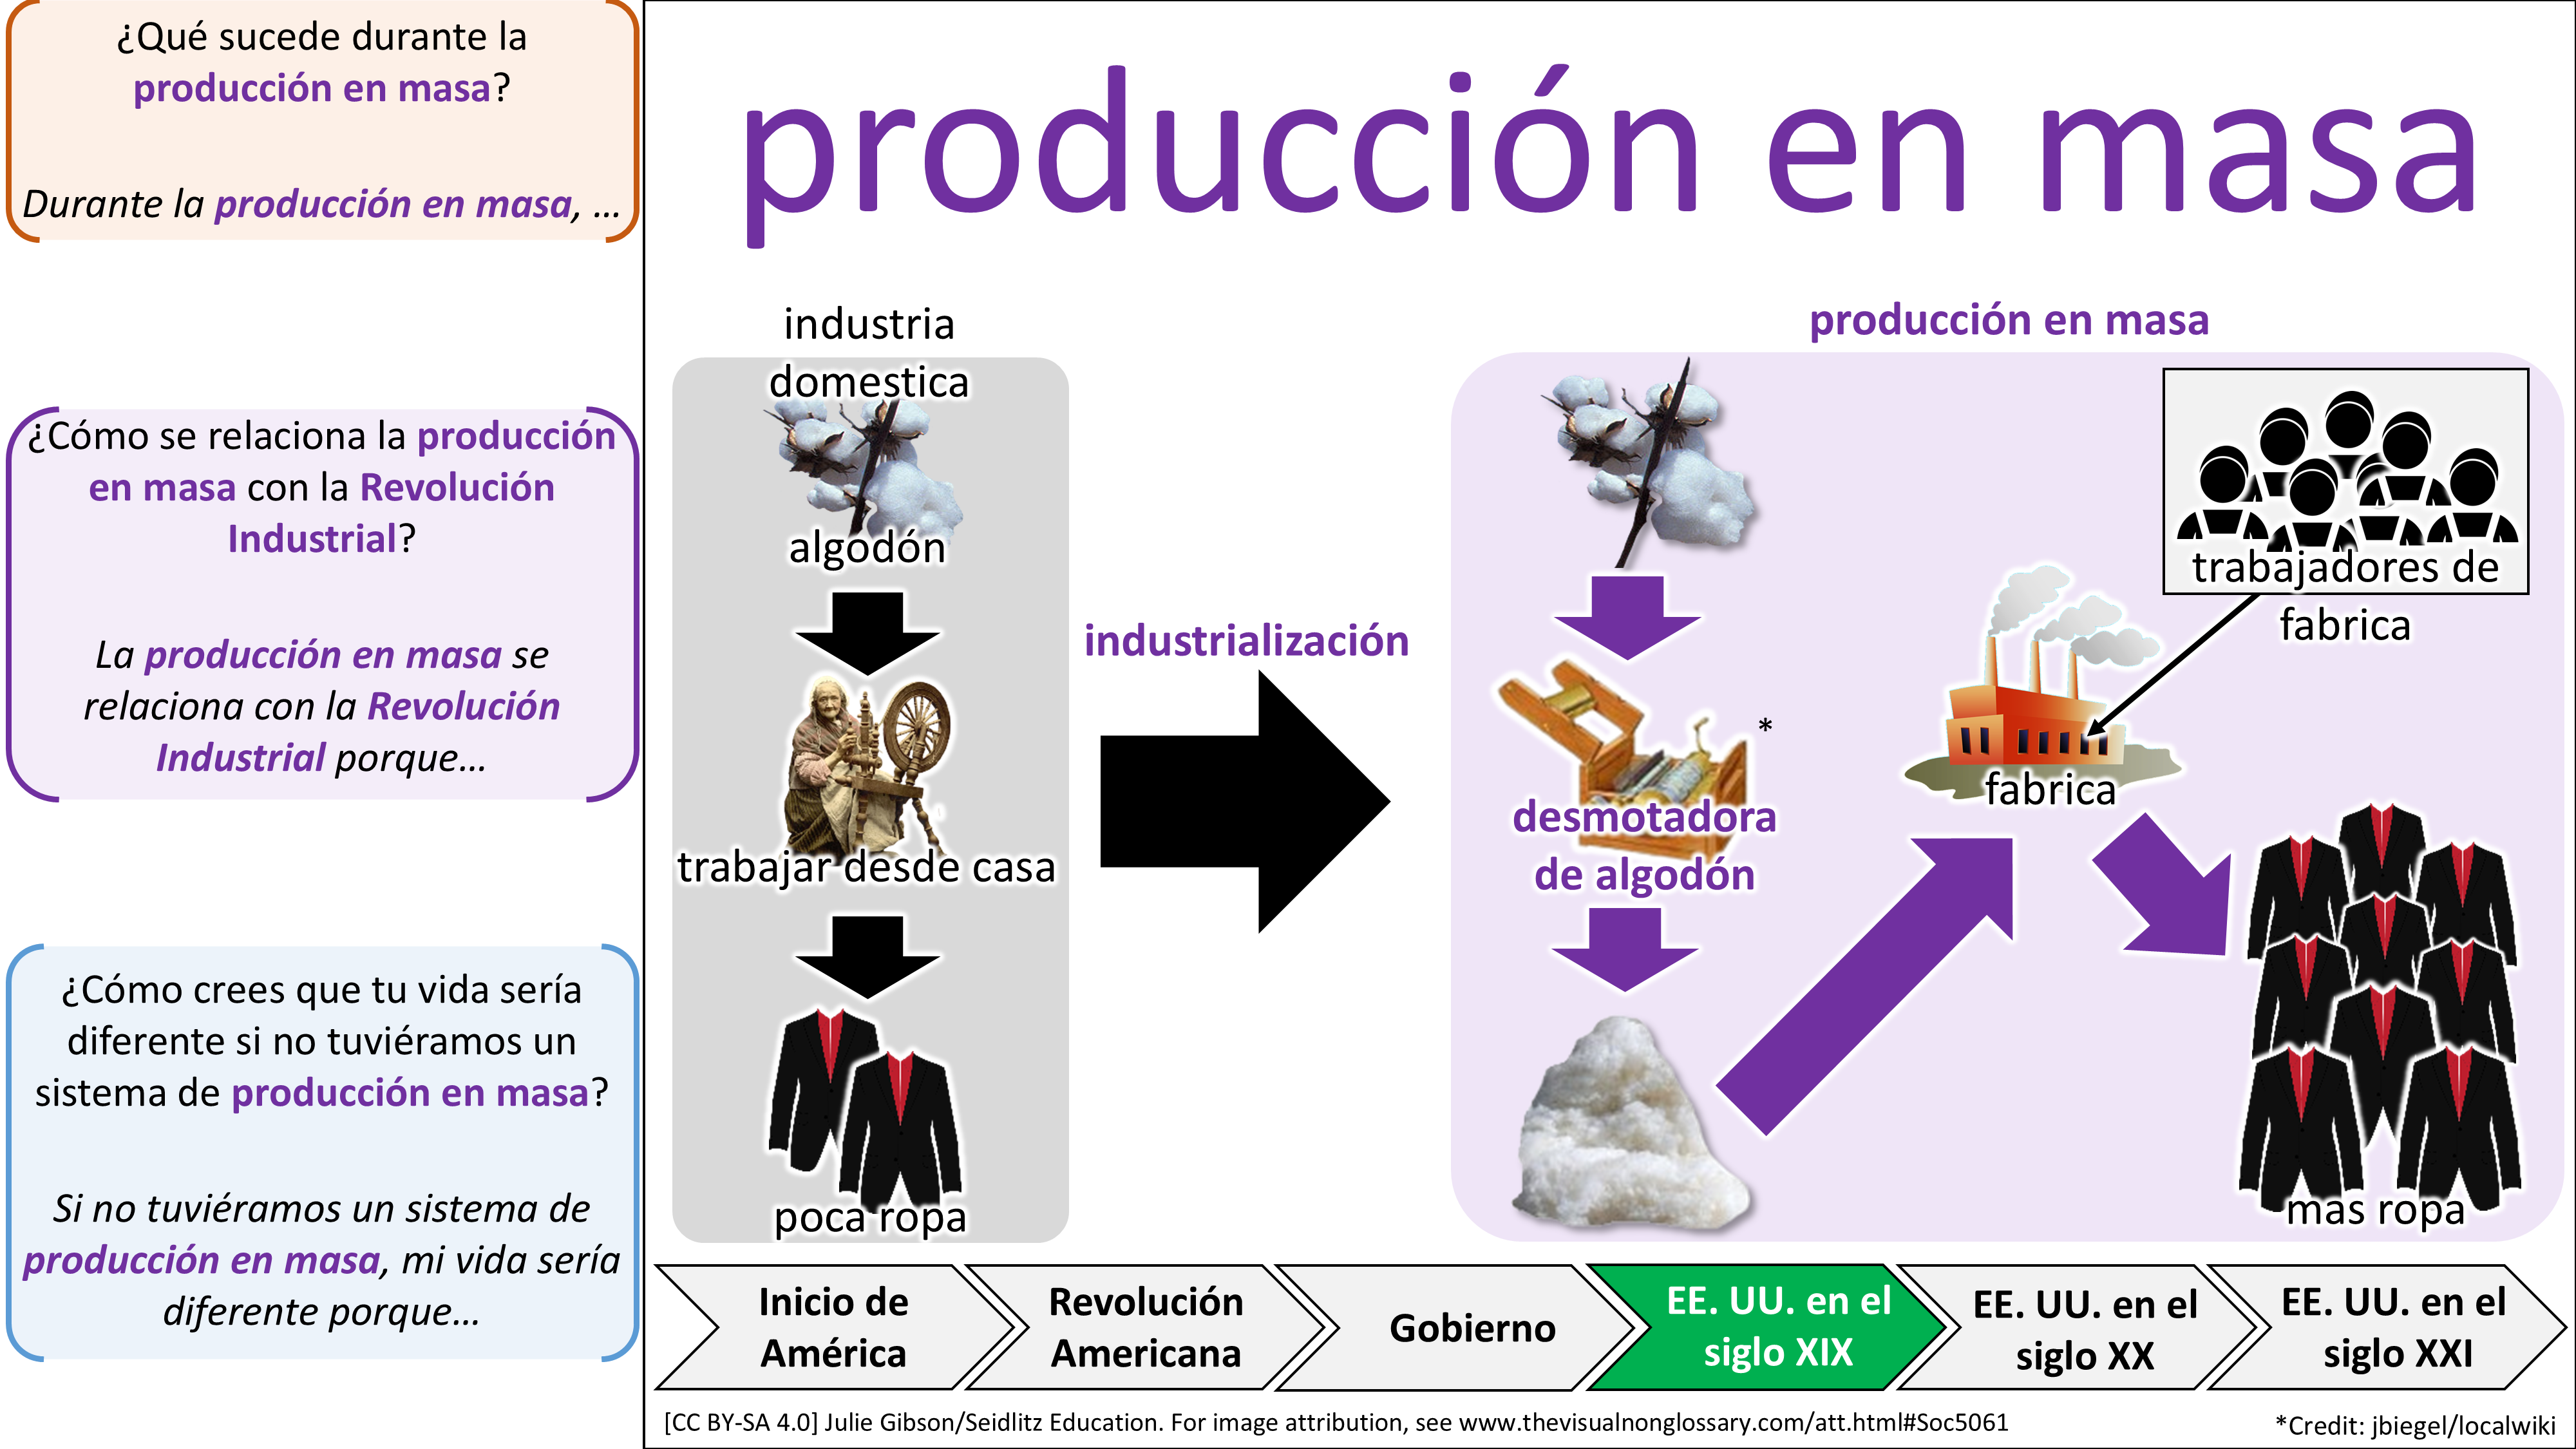 ¿Qué sucede durante la
producción en masa?
Durante la producción en masa, …
¿Cómo se relaciona la producción
en masa con la Revolución
Industrial?
La producción en masa se
relaciona con la Revolución
Industrial porque…
¿Cómo crees que tu vida sería
diferente si no tuviéramos un
sistema de producción en masa?
Si no tuviéramos un sistema de
producción en masa, mi vida sería
diferente porque…
producción en masa
industria
domestica
algodón
trabajar desde casa
poca ropa
industrialización
producción en masa
desmotadora
de algodón
*
fabrica
trabajadores de
fabrica
mas ropa
Inicio de
América
Revolución
Americana
Gobierno
EE. UU. en el
siglo XIX
EE. UU. en el
siglo XX
EE. UU. en el
siglo XXI
[CC BY-SA 4.0] Julie Gibson/Seidlitz Education. For image attribution, see www.thevisualnonglossary.com/att.html#Soc5061
*Credit: jbiegel/localwiki